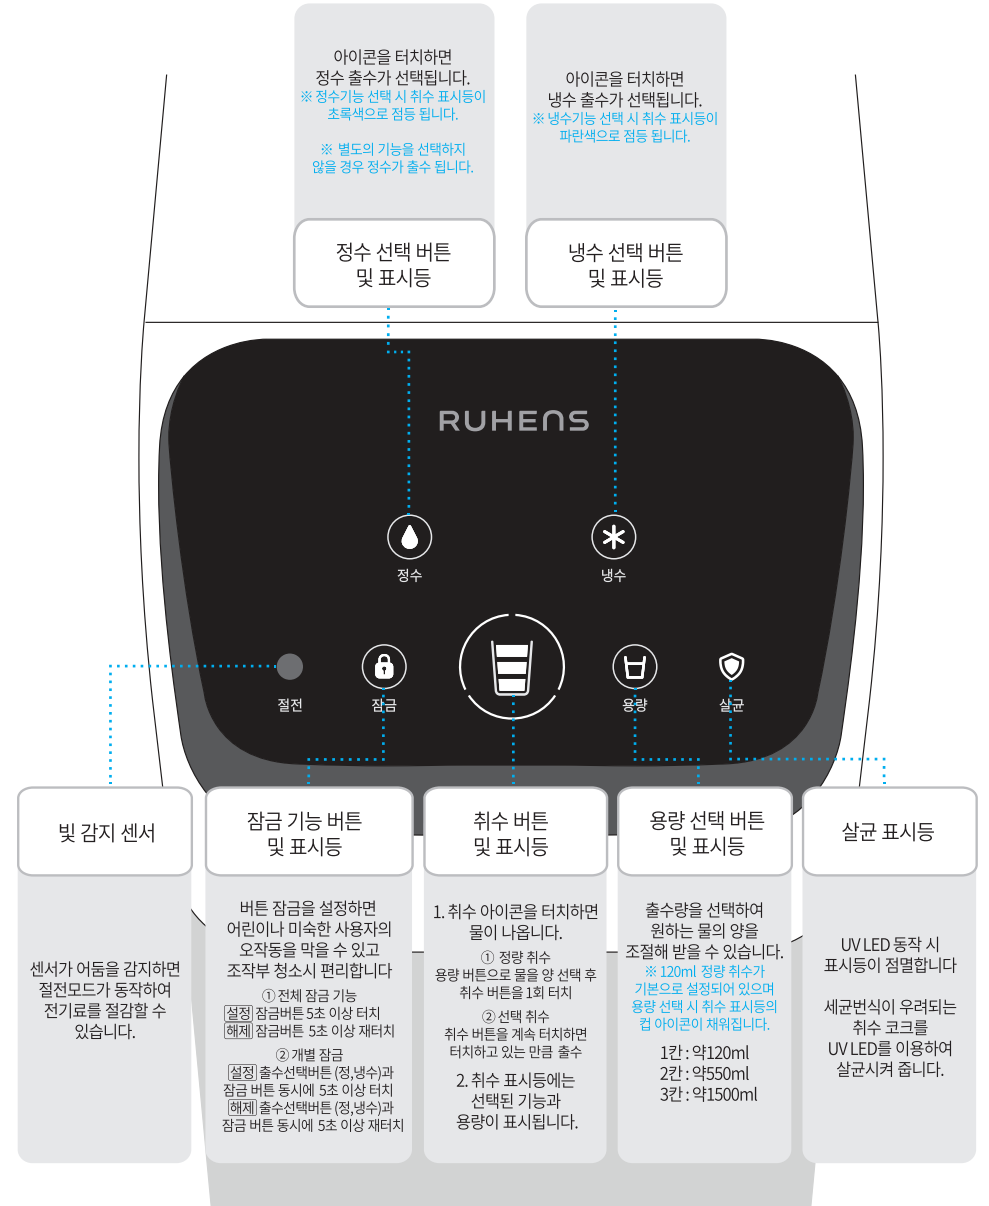 아이콘을 터치하면
정수 출수가 선택됩니다.
※ 정수기능 선택 시 취수 표시등이
초록색으로 점등 됩니다.
※ 별도의 기능을 선택하지
않을 경우 정수가 출수 됩니다.
정수 선택 버튼
및 표시등
아이콘을 터치하면
냉수 출수가 선택됩니다.
※ 냉수기능 선택 시 취수 표시등이
파란색으로 점등 됩니다.
냉수 선택 버튼
및 표시등
RUHENS
정수
냉수
절전
잠금
용량
살균
빛 감지 센서
센서가 어둠을 감지하면
절전모드가 동작하여
전기료를 절감할 수
있습니다.
잠금 기능 버튼
및 표시등
버튼 잠금을 설정하면
어린이나 미숙한 사용자의
오작동을 막을 수 있고
조작부 청소시 편리합니다
① 전체 잠금 기능
설정 잠금버튼 5초 이상 터치
해제 잠금버튼 5초 이상 재터치
② 개별 잠금
설정 출수선택버튼 (정,냉수)과
잠금 버튼 동시에 5초 이상 터치
해제 출수선택버튼 (정,냉수)과
잠금 버튼 동시에 5초 이상 재터치
취수 버튼
및 표시등
1. 취수 아이콘을 터치하면
물이 나옵니다.
① 정량 취수
용량 버튼으로 물을 양 선택 후
취수 버튼을 1회 터치
② 선택 취수
취수 버튼을 계속 터치하면
터치하고 있는 만큼 출수
2. 취수 표시등에는
선택된 기능과
용량이 표시됩니다.
용량 선택 버튼
및 표시등
출수량을 선택하여
원하는 물의 양을
조절해 받을 수 있습니다.
※ 120ml 정량 취수가
기본으로 설정되어 있으며
용량 선택 시 취수 표시등의
컵 아이콘이 채워집니다.
1칸 : 약120ml
2칸 : 약550ml
3칸 : 약1500ml
살균 표시등
UV LED 동작 시
표시등이 점멸합니다
세균번식이 우려되는
취수 코크를
UV LED를 이용하여
살균시켜 줍니다.